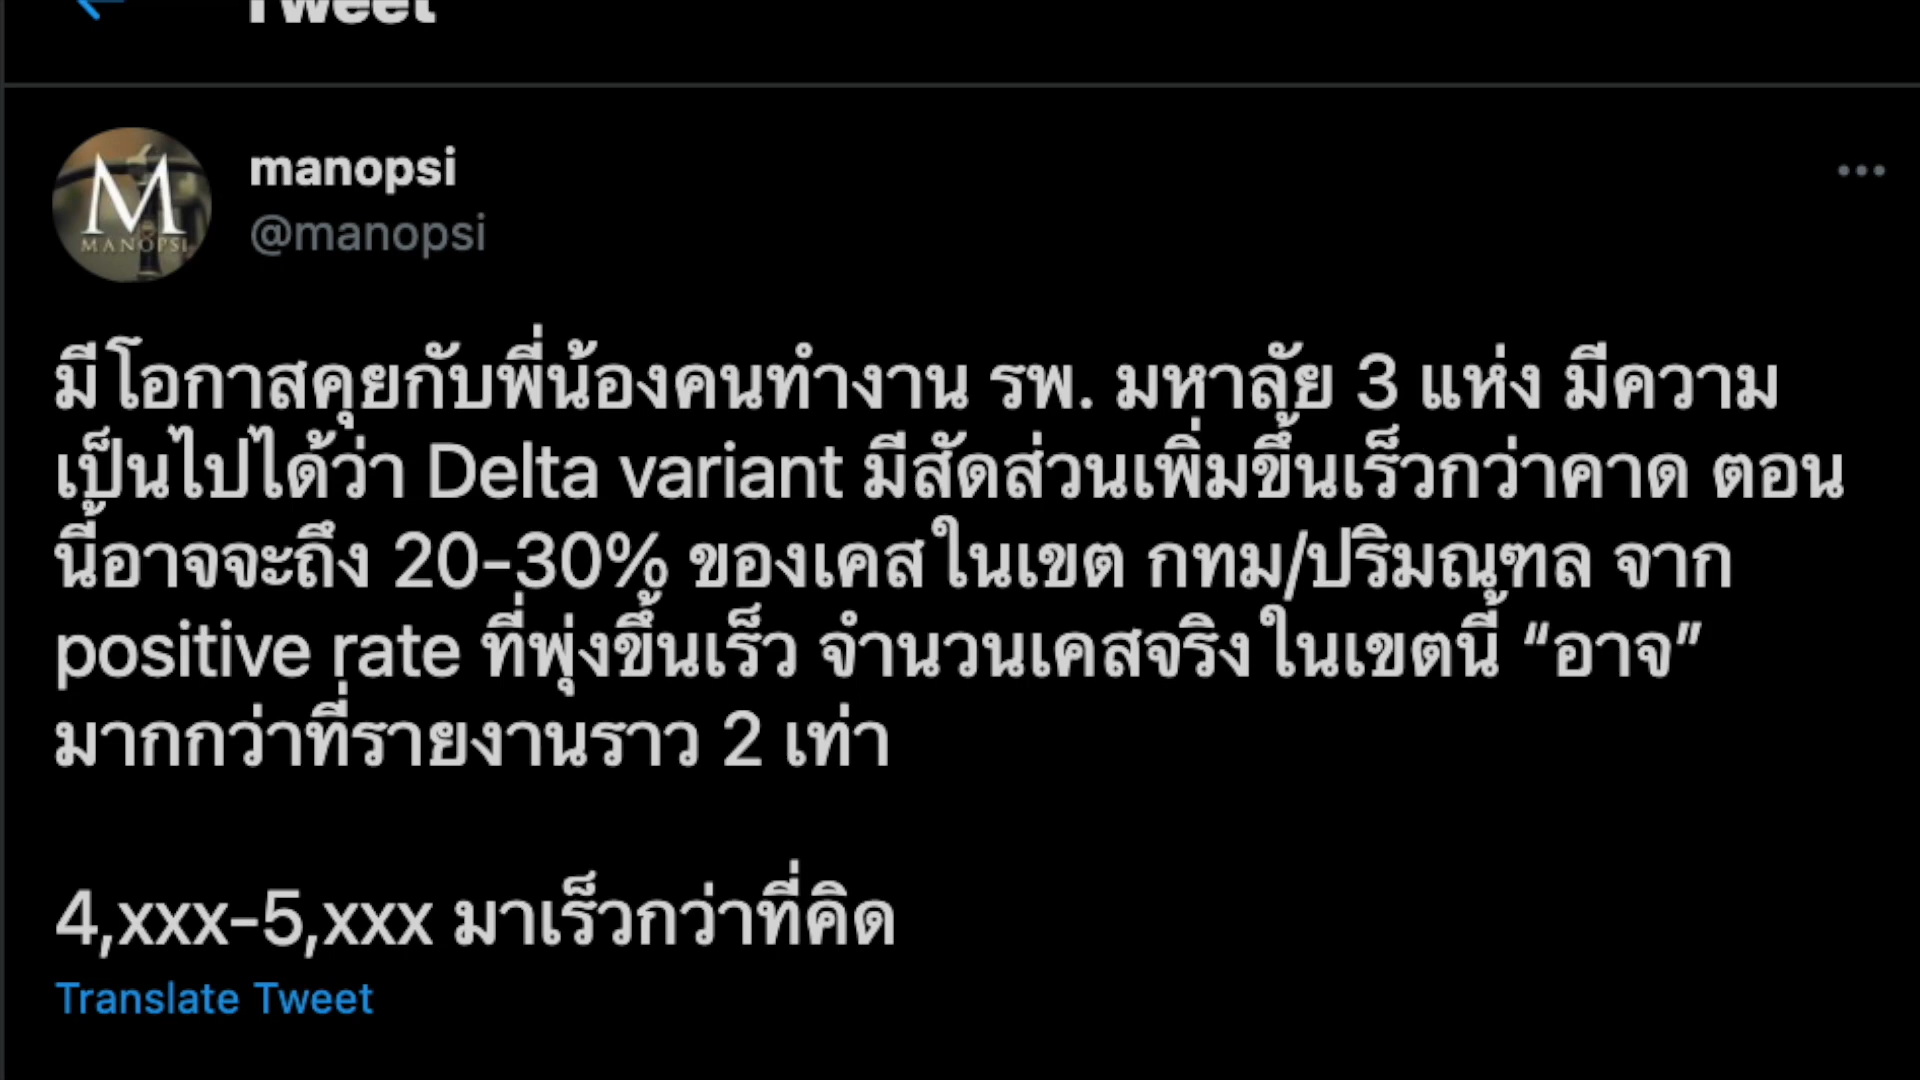 Tweet
M
MANOPSI
manopsi
@manopsi
มีโอกาสคุยกับพี่น้องคนทำงาน รพ. มหาลัย 3 แห่ง มีความ
เป็นไปได้ว่า Delta variant มีสัดส่วนเพิ่มขึ้นเร็วกว่าคาด ตอน
นี้อาจจะถึง 20-30% ของเคสในเขต กทม/ปริมณฑล จาก
positive rate ที่พุ่งขึ้นเร็ว จำนวนเคสจริงในเขตนี้ “อาจ”
มากกว่าที่รายงานราว 2 เท่า
4,xxx-5,xxx มาเร็วกว่าที่คิด
Translate Tweet